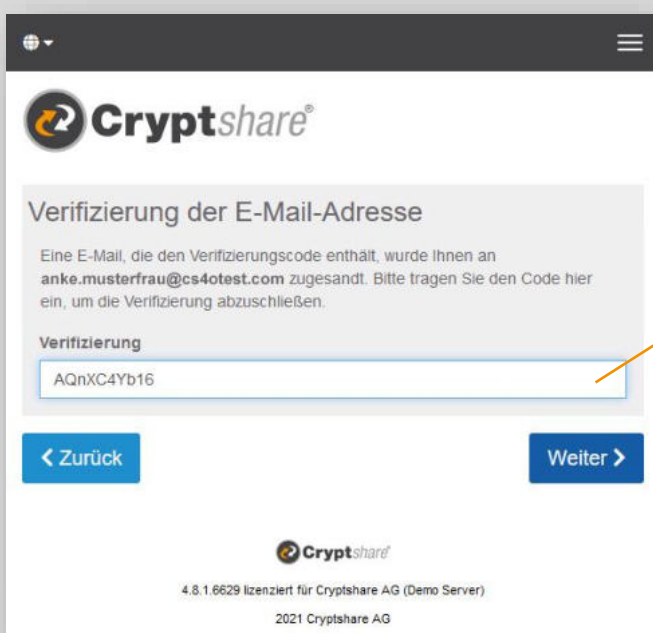 Cryptshare®
Verifizierung der E-Mail-Adresse
Eine E-Mail, die den Verifizierungscode enthält, wurde Ihnen an
anke.musterfrau@cs4otest.com zugesandt. Bitte tragen Sie den Code hier
ein, um die Verifizierung abzuschließen.
Verifizierung
AQnXC4Yb16
Zurück
Weiter
Cryptshare®
4.8.1.6629 lizenziert für Cryptshare AG (Demo Server)
2021 Cryptshare AG